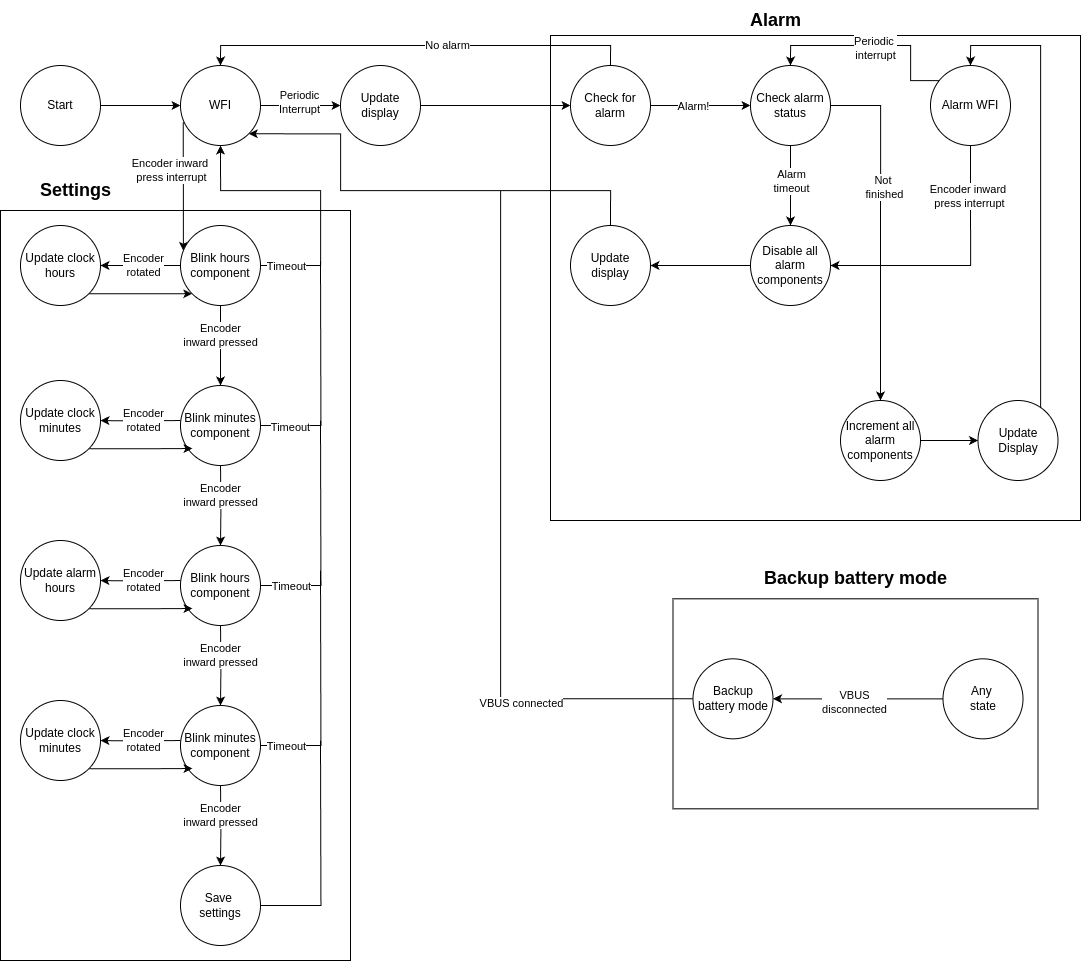 Alarm
No alarm
Periodic
interrupt
Start
WFI
Periodic
Interrupt
Update
display
Check for
alarm
Alarm!
Check alarm
status
Alarm WFI
Encoder inward
press interrupt
Alarm
timeout
Not
finished
Encoder inward
press interrupt
Settings
Update clock
hours
Encoder
rotated
Blink hours
component
Timeout
Update
display
Disable all
alarm
components
Encoder
inward pressed
Update clock
minutes
Encoder
rotated
Blink minutes
component
Timeout
Increment all
alarm
components
Update
Display
Encoder
inward pressed
Update alarm
hours
Encoder
rotated
Blink hours
component
Timeout
Backup battery mode
Encoder
inward pressed
VBUS connected
Backup
battery mode
VBUS
disconnected
Any
state
Update clock
minutes
Encoder
rotated
Blink minutes
component
Timeout
Encoder
inward pressed
Save
settings